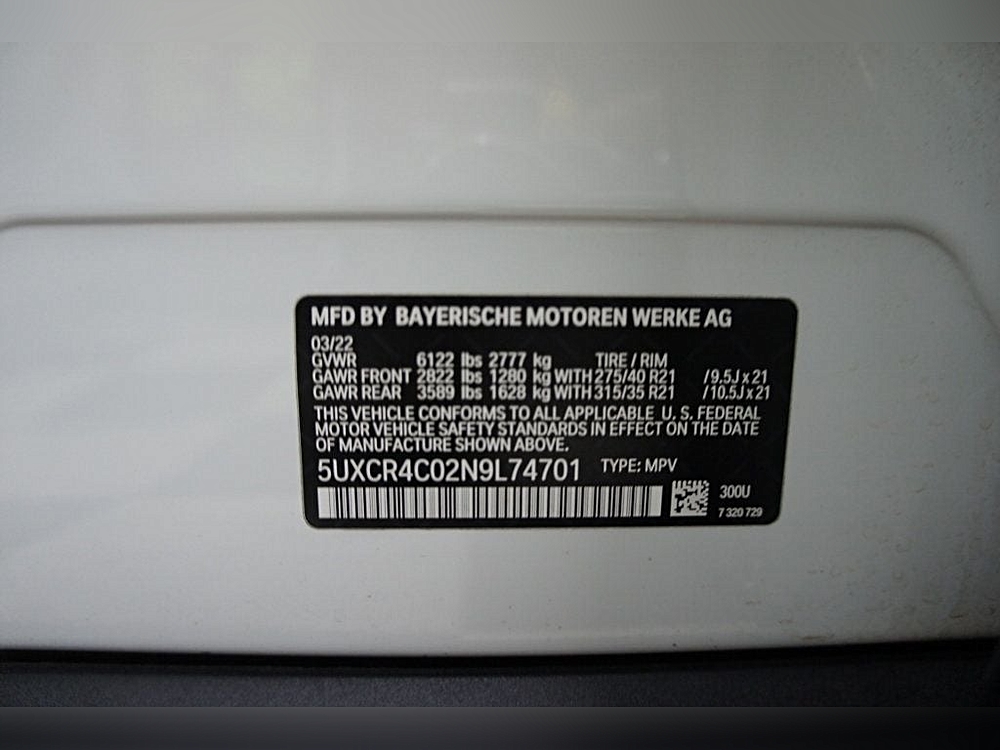 MFD BY BAYERISCHE MOTOREN WERKE AG
03/22
GVWR 6122 lbs 2777 kg TIRE / RIM
GAWR FRONT 2822 lbs 1280 kg WITH 275/40 R21 /9.5J x 21
GAWR REAR 3589 lbs 1628 kg WITH 315/35 R21 /10.5J x 21
THIS VEHICLE CONFORMS TO ALL APPLICABLE U. S. FEDERAL
MOTOR VEHICLE SAFETY STANDARDS IN EFFECT ON THE DATE
OF MANUFACTURE SHOWN ABOVE.
5UXCR4C02N9L74701 TYPE: MPV
300U
7 320 729